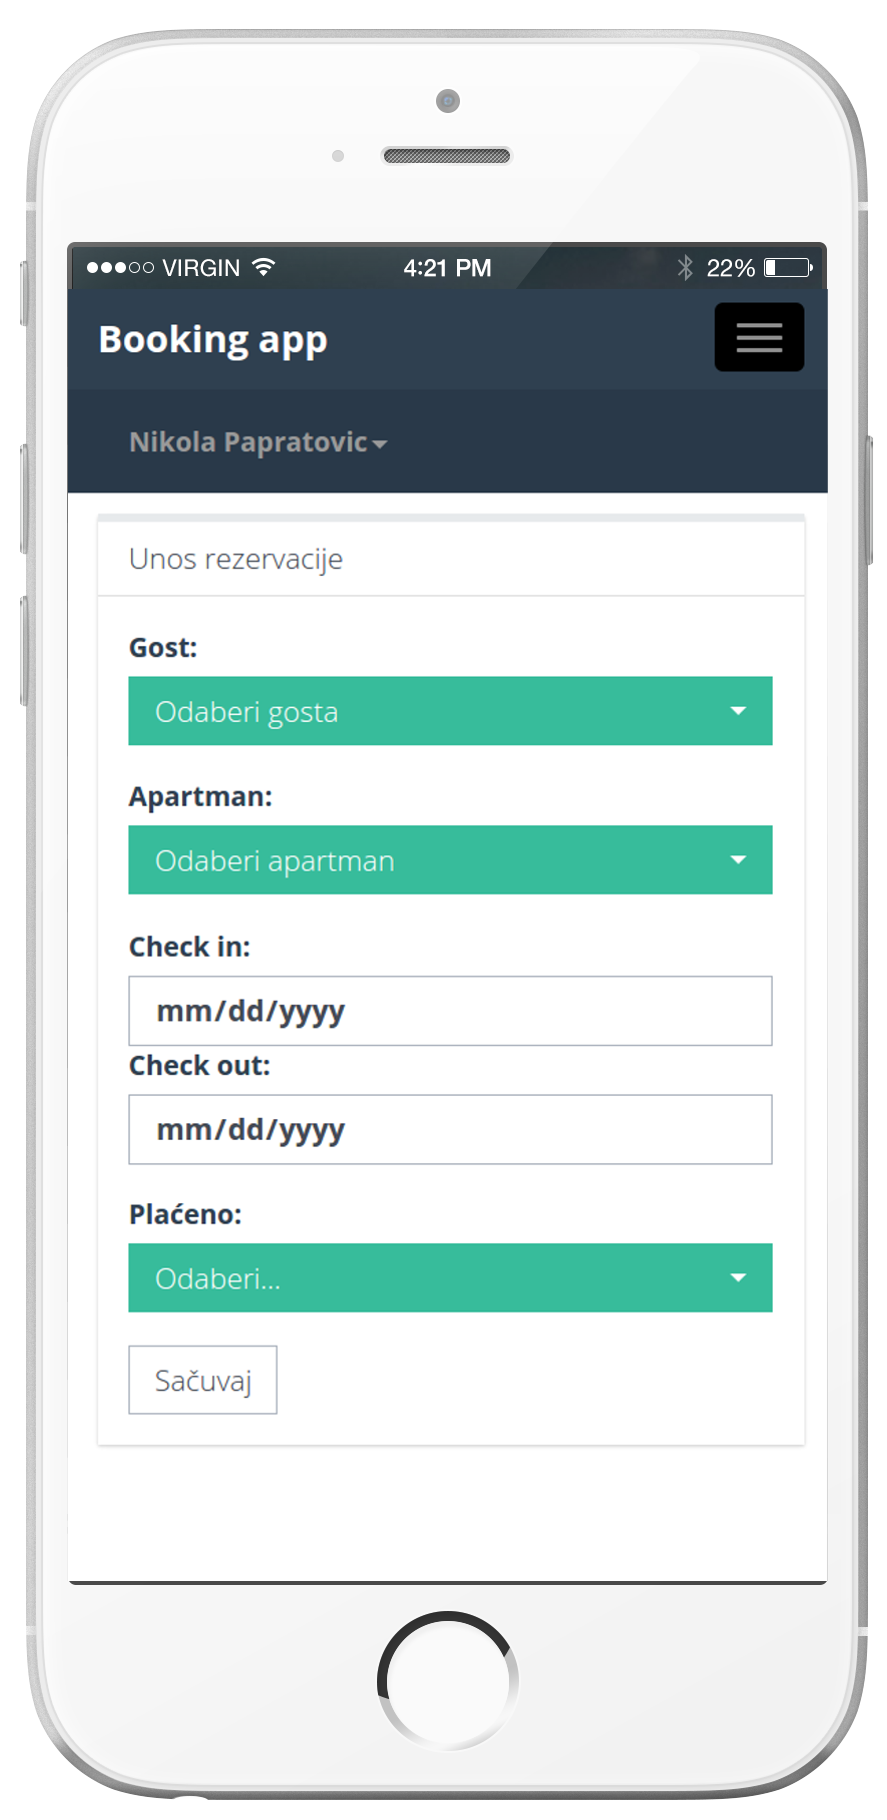 VIRGIN 4:21 PM 22%
Booking app
Nikola Papratovic
Unos rezervacije
Gost:
Odaberi gosta
Apartman:
Odaberi apartman
Check in:
mm/dd/yyyy
Check out:
mm/dd/yyyy
Plaćeno:
Odaberi...
Sačuvaj